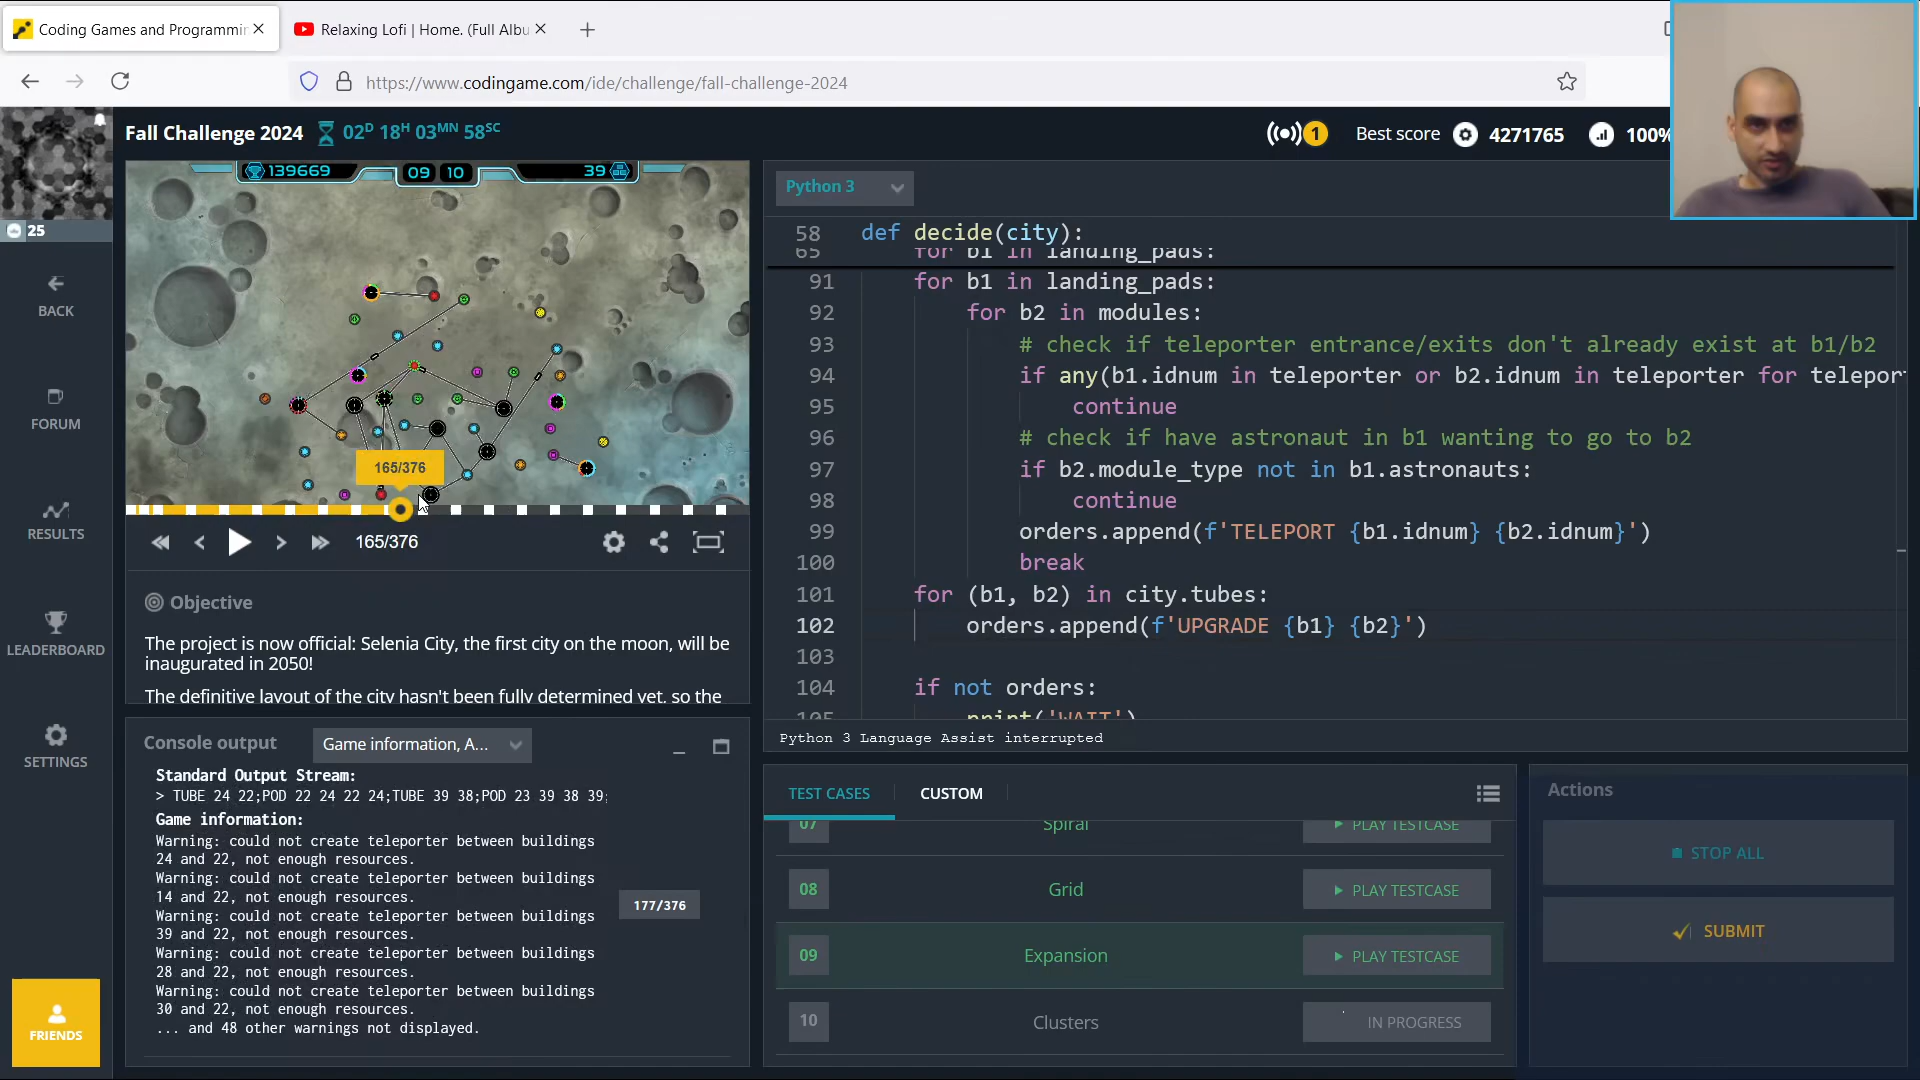 Coding Games and Programmin
Relaxing Lofi | Home. (Full Albu
https://www.codingame.com/ide/challenge/fall-challenge-2024
Fall Challenge 2024
02D 18H 03MN 58SC
1
Best score
4271765
100%
25
BACK
FORUM
RESULTS
LEADERBOARD
SETTINGS
FRIENDS
139669
09
10
39
165/376
165/376
Objective
The project is now official: Selenia City, the first city on the moon, will be
inaugurated in 2050!
The definitive layout of the city hasn't been fully determined yet, so the
Console output
Game information, A...
Standard Output Stream:
> TUBE 24 22;POD 22 24 22 24;TUBE 39 38;POD 23 39 38 39;
Game information:
Warning: could not create teleporter between buildings
24 and 22, not enough resources.
Warning: could not create teleporter between buildings
14 and 22, not enough resources.
Warning: could not create teleporter between buildings
39 and 22, not enough resources.
Warning: could not create teleporter between buildings
28 and 22, not enough resources.
Warning: could not create teleporter between buildings
30 and 22, not enough resources.
... and 48 other warnings not displayed.
177/376
Python 3
58 def decide(city):
65 for b1 in landing_pads:
91 for b1 in landing_pads:
92 for b2 in modules:
93 # check if teleporter entrance/exits don't already exist at b1/b2
94 if any(b1.idnum in teleporter or b2.idnum in teleporter for telepor
95 continue
96 # check if have astronaut in b1 wanting to go to b2
97 if b2.module_type not in b1.astronauts:
98 continue
99 orders.append(f'TELEPORT {b1.idnum} {b2.idnum}')
100 break
101 for (b1, b2) in city.tubes:
102 orders.append(f'UPGRADE {b1} {b2}')
103
104 if not orders:
105 print('WAIT')
Python 3 Language Assist interrupted
TEST CASES
CUSTOM
07 Spiral PLAY TESTCASE
08 Grid PLAY TESTCASE
09 Expansion PLAY TESTCASE
10 Clusters IN PROGRESS
Actions
STOP ALL
SUBMIT